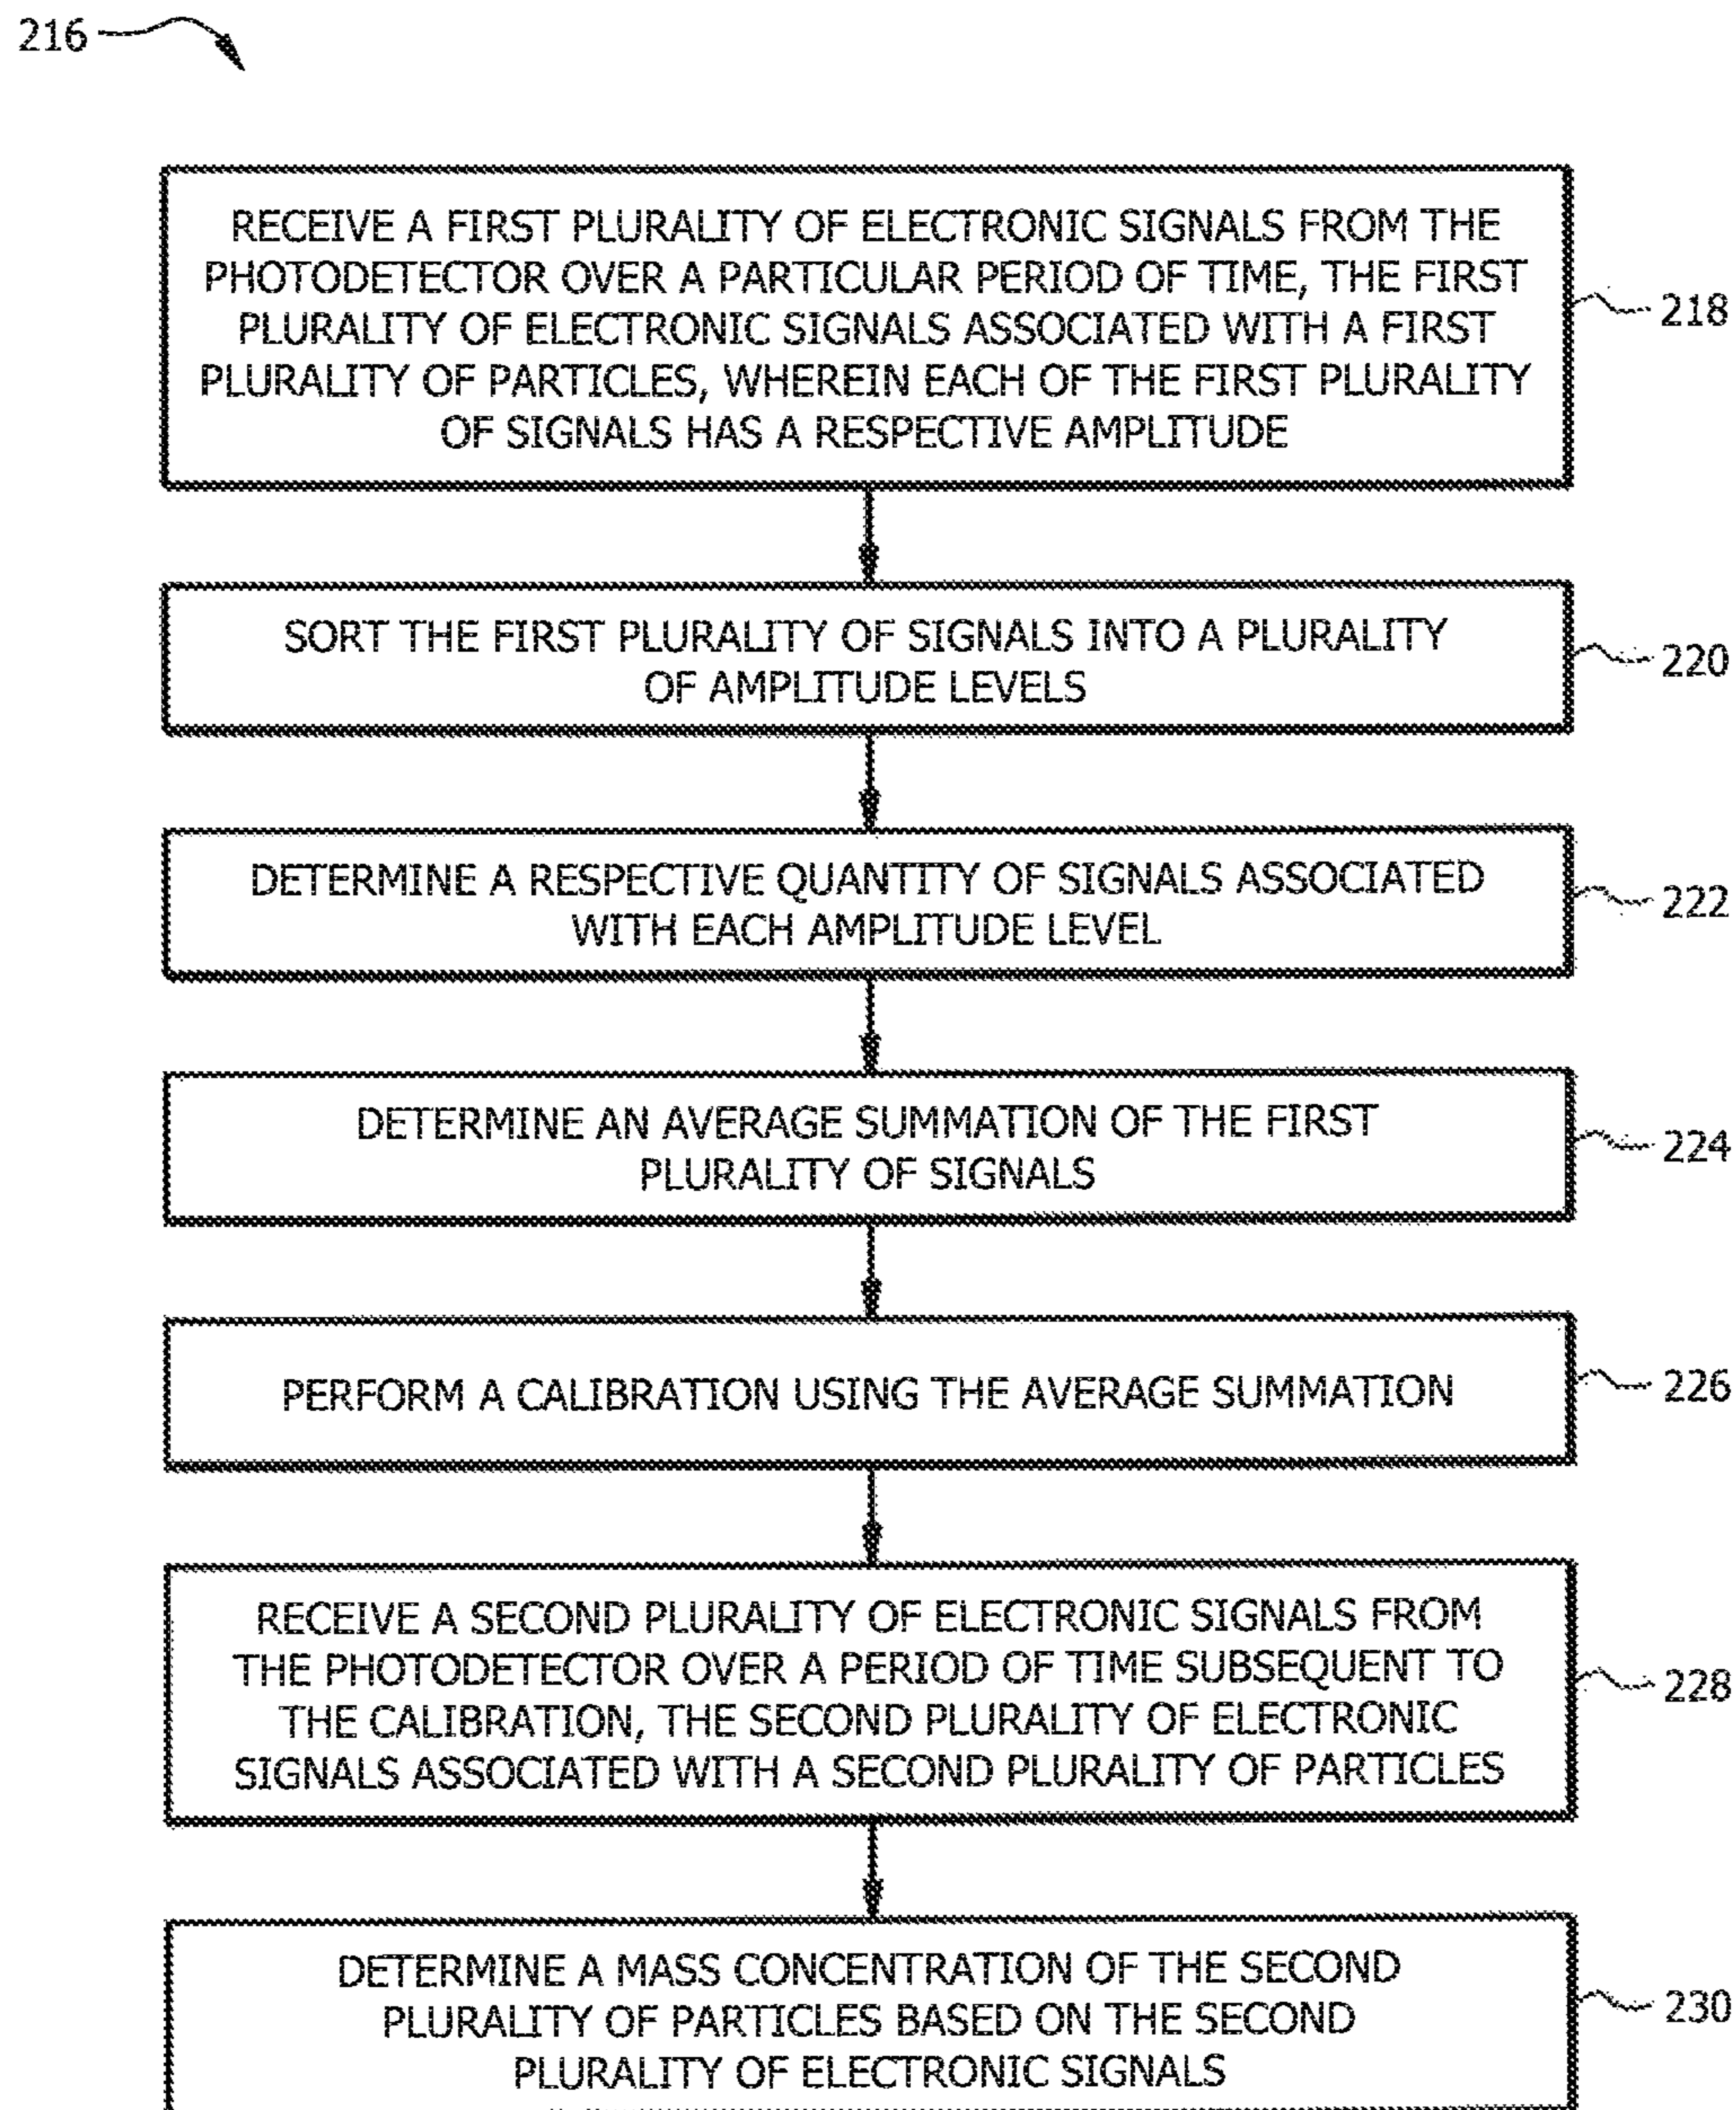 216
RECEIVE A FIRST PLURALITY OF ELECTRONIC SIGNALS FROM THE
PHOTODETECTOR OVER A PARTICULAR PERIOD OF TIME, THE FIRST
PLURALITY OF ELECTRONIC SIGNALS ASSOCIATED WITH A FIRST
PLURALITY OF PARTICLES, WHEREIN EACH OF THE FIRST PLURALITY
OF SIGNALS HAS A RESPECTIVE AMPLITUDE
218
SORT THE FIRST PLURALITY OF SIGNALS INTO A PLURALITY
OF AMPLITUDE LEVELS
220
DETERMINE A RESPECTIVE QUANTITY OF SIGNALS ASSOCIATED
WITH EACH AMPLITUDE LEVEL
222
DETERMINE AN AVERAGE SUMMATION OF THE FIRST
PLURALITY OF SIGNALS
224
PERFORM A CALIBRATION USING THE AVERAGE SUMMATION
226
RECEIVE A SECOND PLURALITY OF ELECTRONIC SIGNALS FROM
THE PHOTODETECTOR OVER A PERIOD OF TIME SUBSEQUENT TO
THE CALIBRATION, THE SECOND PLURALITY OF ELECTRONIC
SIGNALS ASSOCIATED WITH A SECOND PLURALITY OF PARTICLES
228
DETERMINE A MASS CONCENTRATION OF THE SECOND
PLURALITY OF PARTICLES BASED ON THE SECOND
PLURALITY OF ELECTRONIC SIGNALS
230